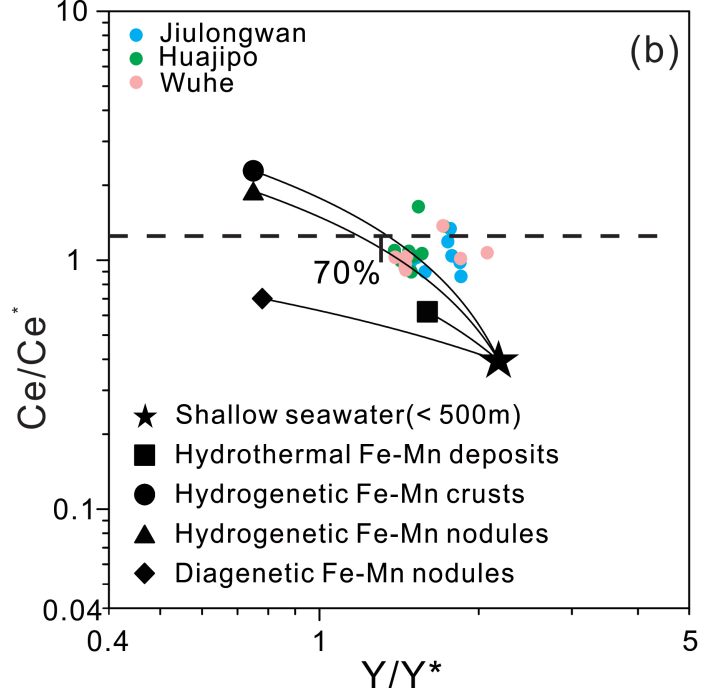 10
Jiulongwan
Huajipo
Wuhe
(b)
1
70%
Ce/Ce*
Shallow seawater(< 500m)
Hydrothermal Fe-Mn deposits
Hydrogenetic Fe-Mn crusts
0.1
Hydrogenetic Fe-Mn nodules
Diagenetic Fe-Mn nodules
0.04
0.4 1 5
Y/Y*